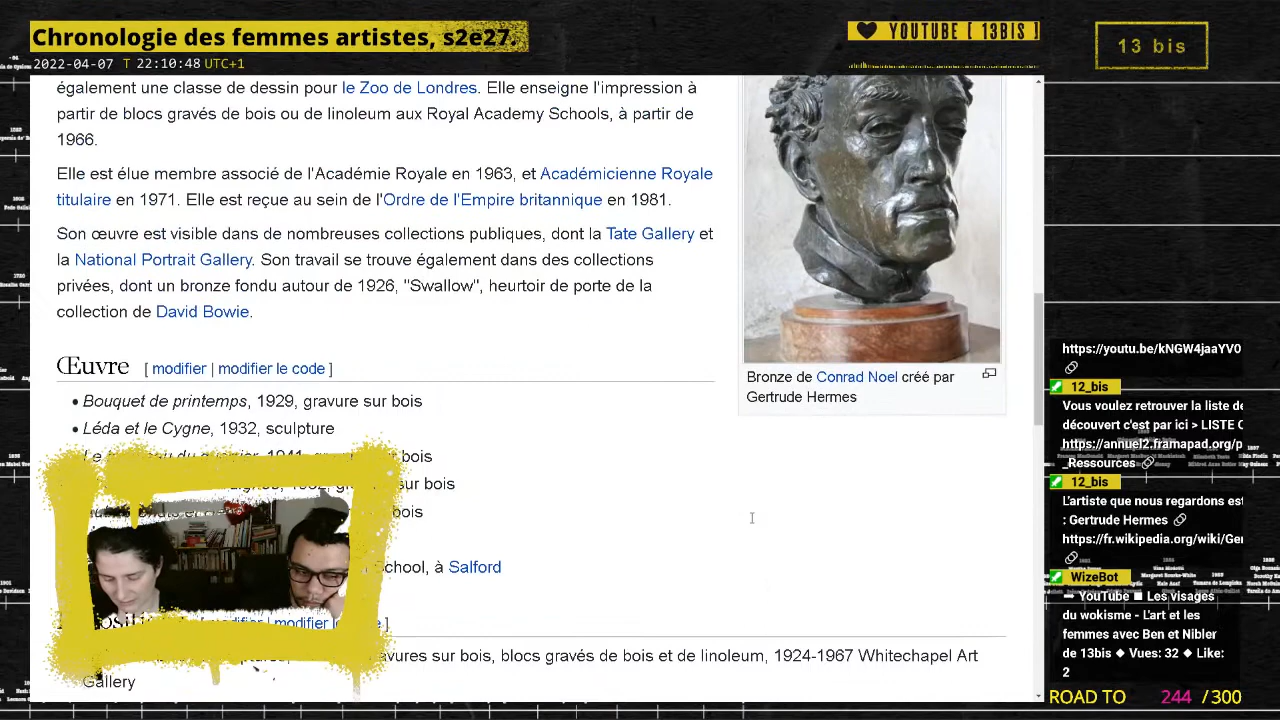 Chronologie des femmes artistes, s2e27.
2022-04-07 T 22:10:48 UTC+1
YOUTUBE [ 13BIS ]
13 bis
également une classe de dessin pour le Zoo de Londres. Elle enseigne l'impression à
partir de blocs gravés de bois ou de linoleum aux Royal Academy Schools, à partir de
1966.
Elle est élue membre associé de l'Académie Royale en 1963, et Académicienne Royale
titulaire en 1971. Elle est reçue au sein de l'Ordre de l'Empire britannique en 1981.
Son œuvre est visible dans de nombreuses collections publiques, dont la Tate Gallery et
la National Portrait Gallery. Son travail se trouve également dans des collections
privées, dont un bronze fondu autour de 1926, "Swallow", heurtoir de porte de la
collection de David Bowie.
Bronze de Conrad Noel créé par
Gertrude Hermes
Œuvre [ modifier | modifier le code ]
• Bouquet de printemps, 1929, gravure sur bois
• Léda et le Cygne, 1932, sculpture
bois
sur bois
bois
School, à Salford
modifier
avures sur bois, blocs gravés de bois et de linoleum, 1924-1967 Whitechapel Art
Gallery
https://youtu.be/kNGW4jaaYV0
12_bis
Vous voulez retrouver la liste de
découvert c'est par ici > LISTE
https://annuel2.framapad.org/p
_Ressources
12_bis
L'artiste que nous regardons est
: Gertrude Hermes
https://fr.wikipedia.org/wiki/Ger
WizeBot
➡ YouTube ■ Les visages
du wokisme - L'art et les
femmes avec Ben et Nibler
de 13bis ◆ Vues: 32 ◆ Like:
2
ROAD TO 244 / 300